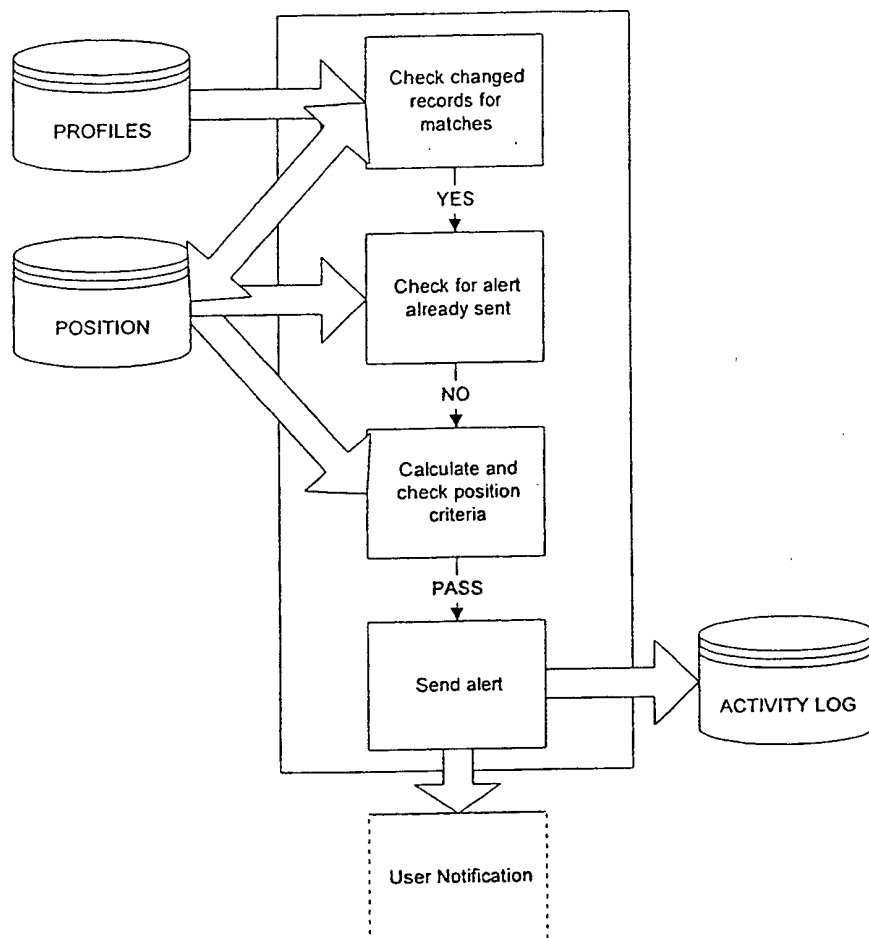 PROFILES
Check changed
records for
matches
YES
POSITION
Check for alert
already sent
NO
Calculate and
check position
criteria
PASS
Send alert
ACTIVITY LOG
User Notification